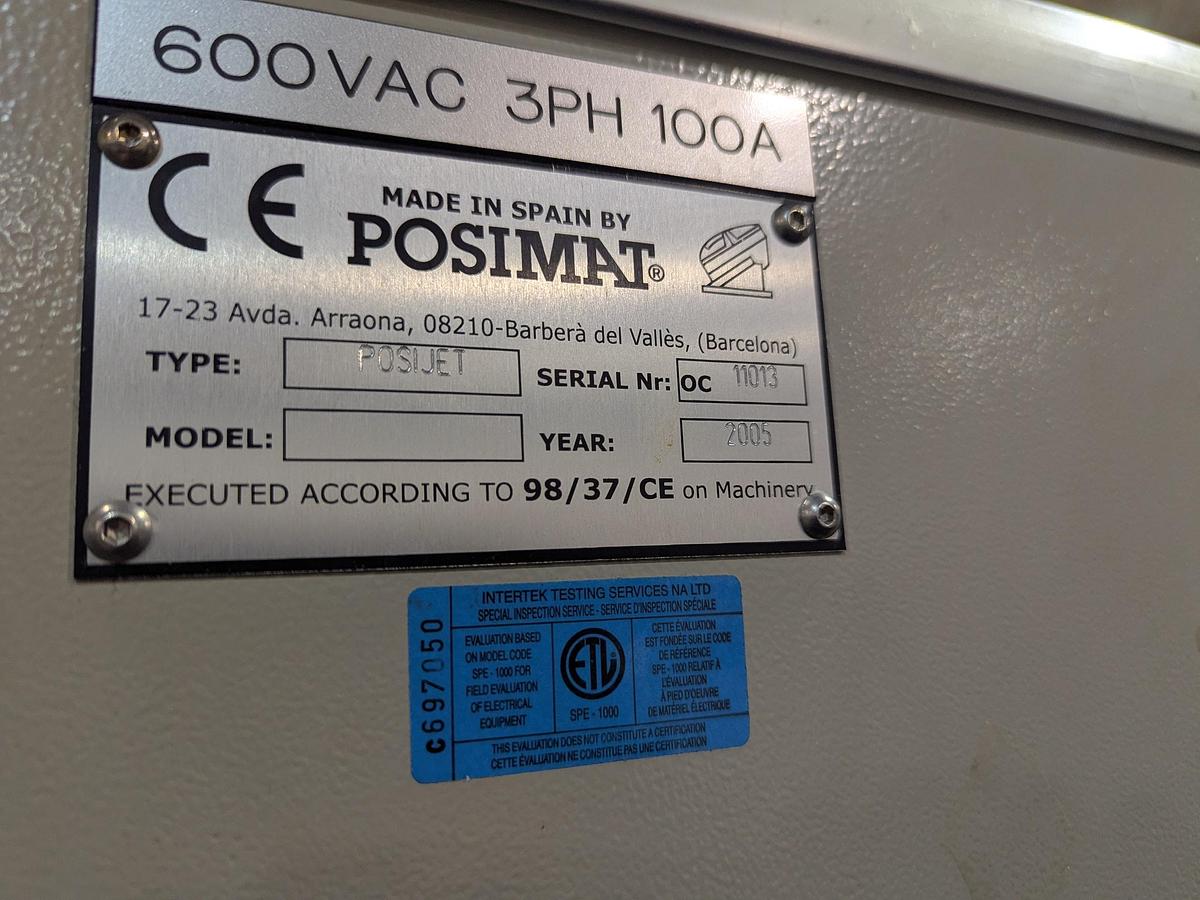 600VAC 3PH 100A
CE
MADE IN SPAIN BY
POSIMAT®
17-23 Avda. Arraona, 08210-Barberà del Vallès, (Barcelona)
TYPE: POSIJET SERIAL Nr: OC 11013
MODEL: YEAR: 2005
EXECUTED ACCORDING TO 98/37/CE on Machinery
c697050
INTERTEK TESTING SERVICES NA LTD
SPECIAL INSPECTION SERVICE - SERVICE D'INSPECTION SPÉCIALE
EVALUATION BASED
ON MODEL CODE
SPE - 1000 FOR
FIELD EVALUATION
OF ELECTRICAL
EQUIPMENT
ETL
SPE - 1000
CETTE ÉVALUATION
EST FONDÉE SUR LE CODE
DE RÉFÉRENCE
SPE - 1000 RELATIF À
L'ÉVALUATION
À PIED D'OEUVRE
DE MATÉRIEL ÉLECTRIQUE
THIS EVALUATION DOES NOT CONSTITUTE A CERTIFICATION
CETTE ÉVALUATION NE CONSTITUE PAS UNE CERTIFICATION